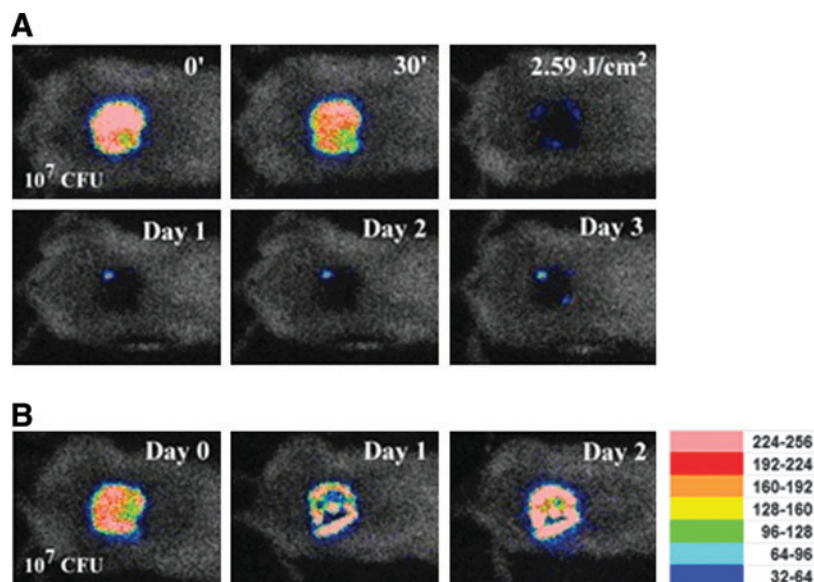 A
0'
10⁷ CFU
30'
2.59 J/cm²
Day 1
Day 2
Day 3
B
Day 0
10⁷ CFU
Day 1
Day 2
224-256
192-224
160-192
128-160
96-128
64-96
32-64